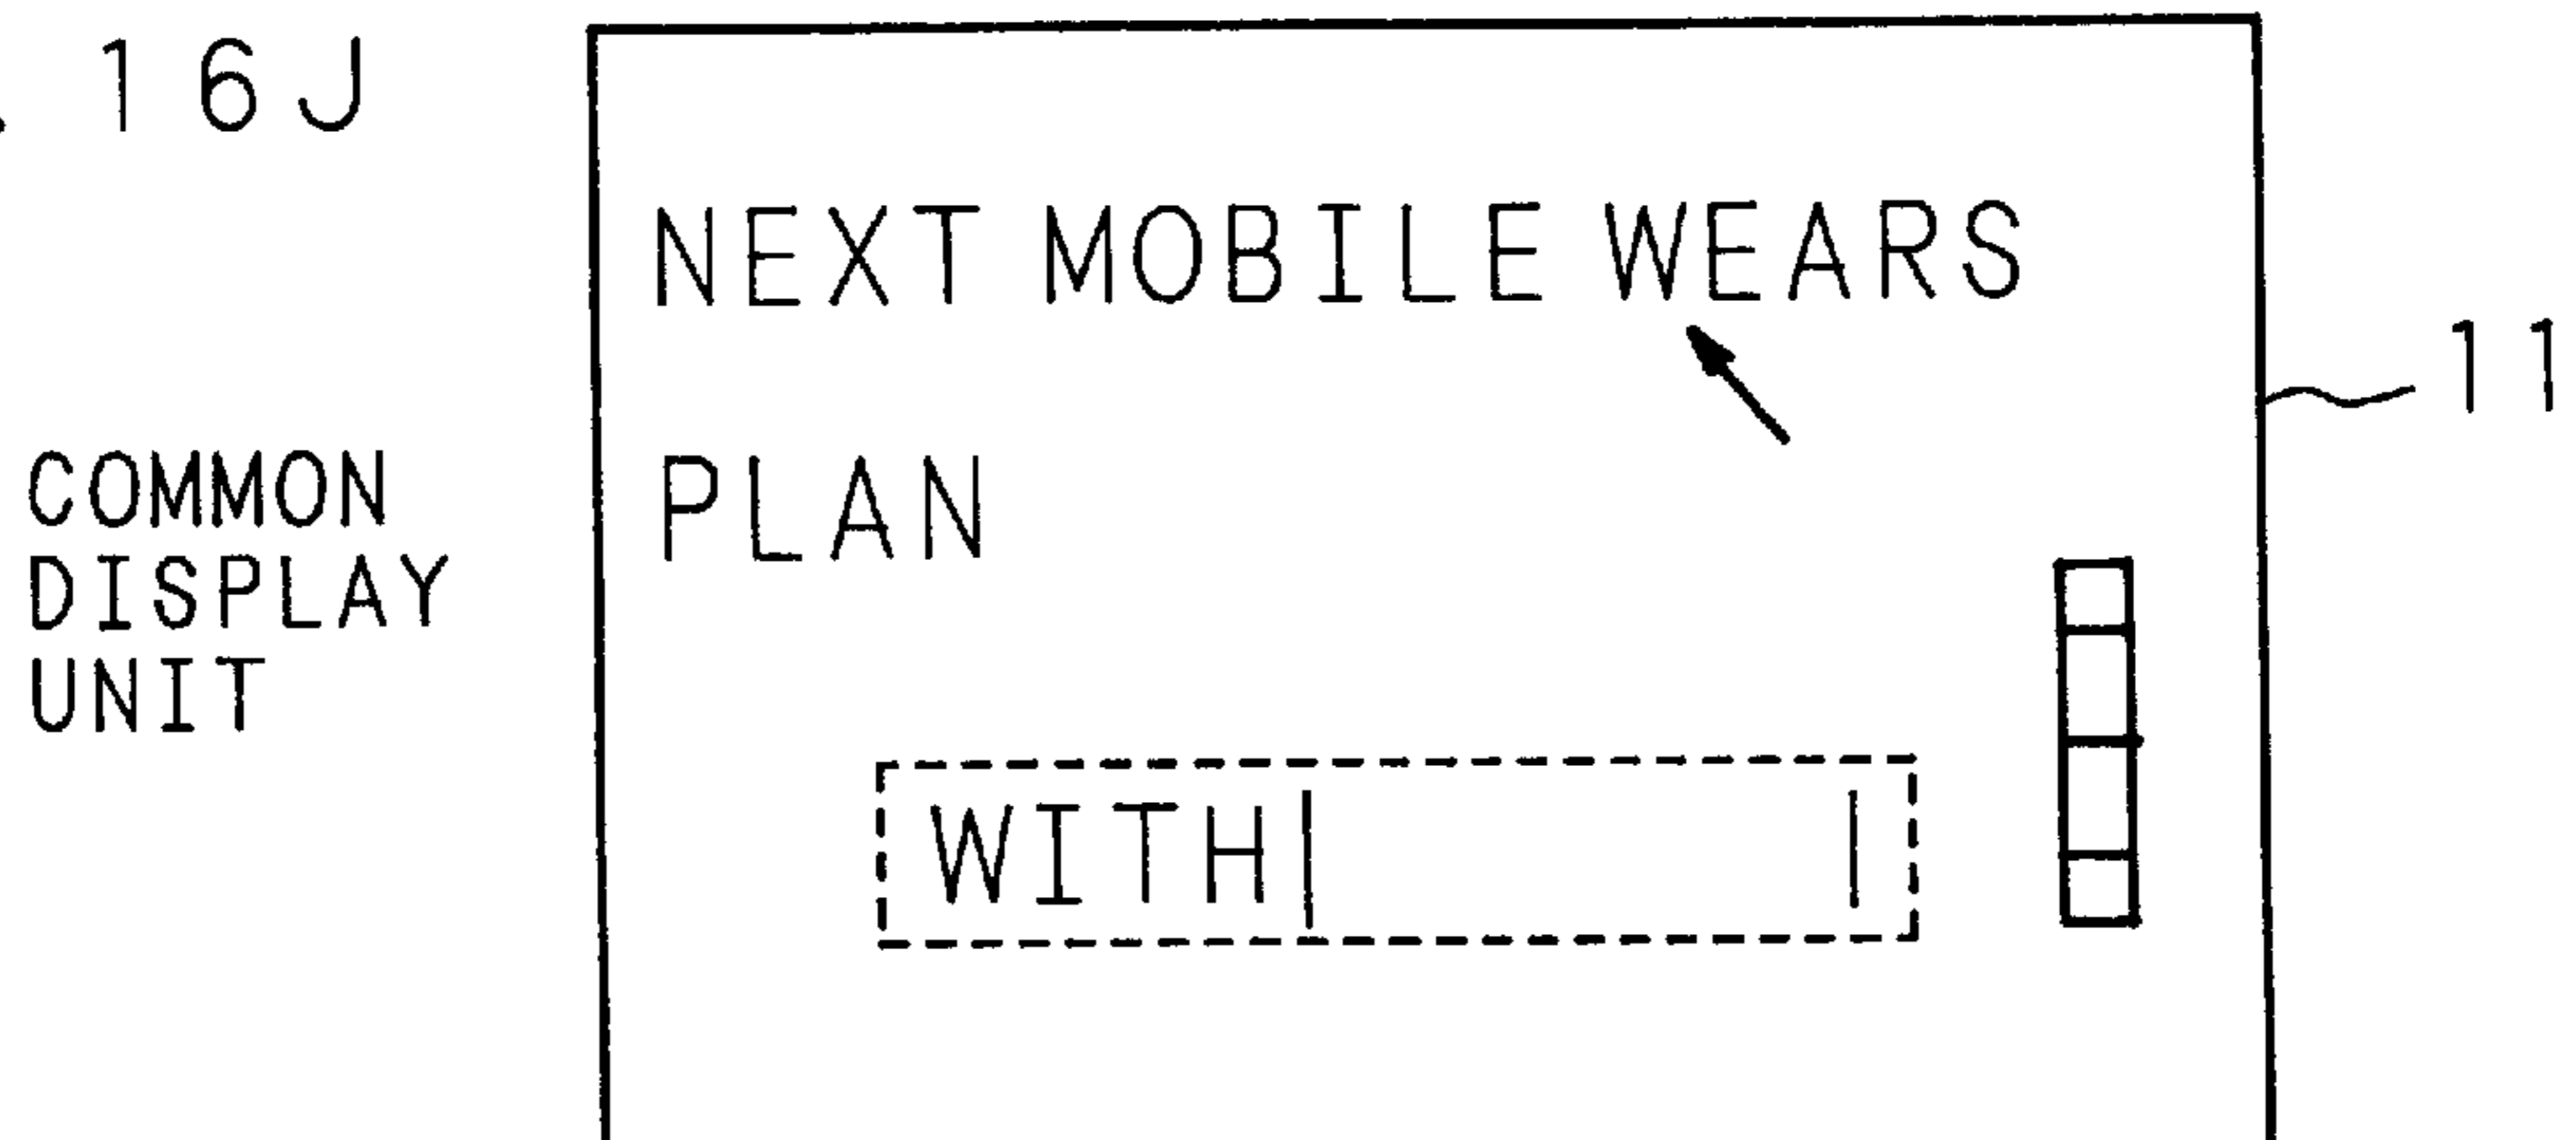 . 16J
NEXT MOBILE WEARS
PLAN
11
COMMON
DISPLAY
UNIT
WITH